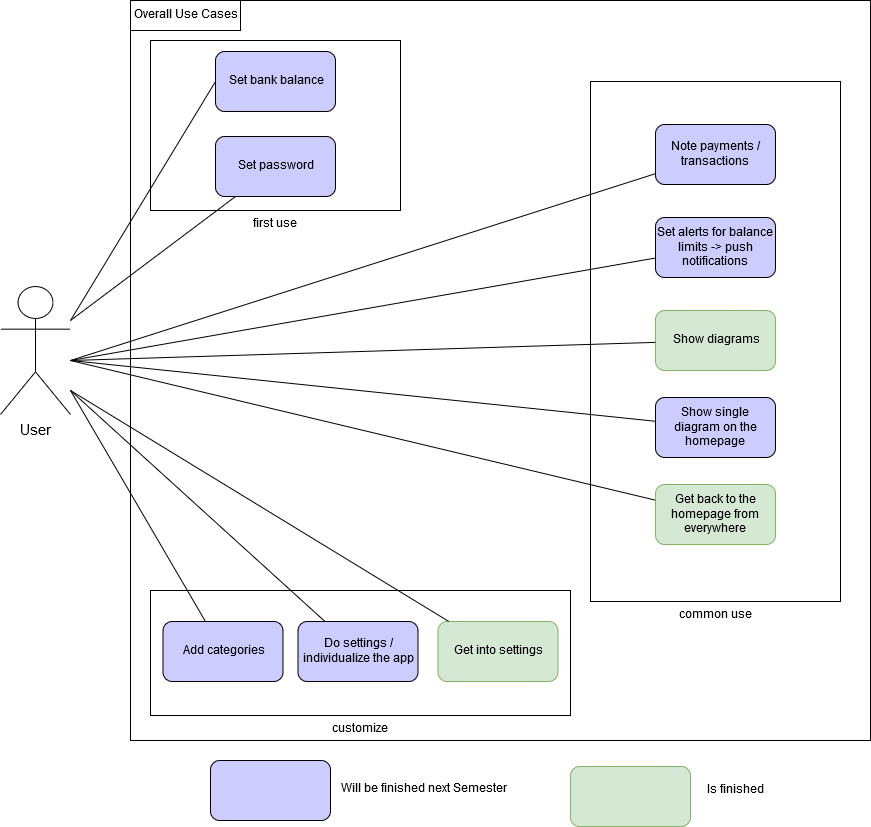 Overall Use Cases
Set bank balance
Set password
first use
Note payments /
transactions
Set alerts for balance
limits -> push
notifications
Show diagrams
Show single
diagram on the
homepage
Get back to the
homepage from
everywhere
common use
User
Add categories
Do settings /
individualize the app
Get into settings
customize
Will be finished next Semester
Is finished